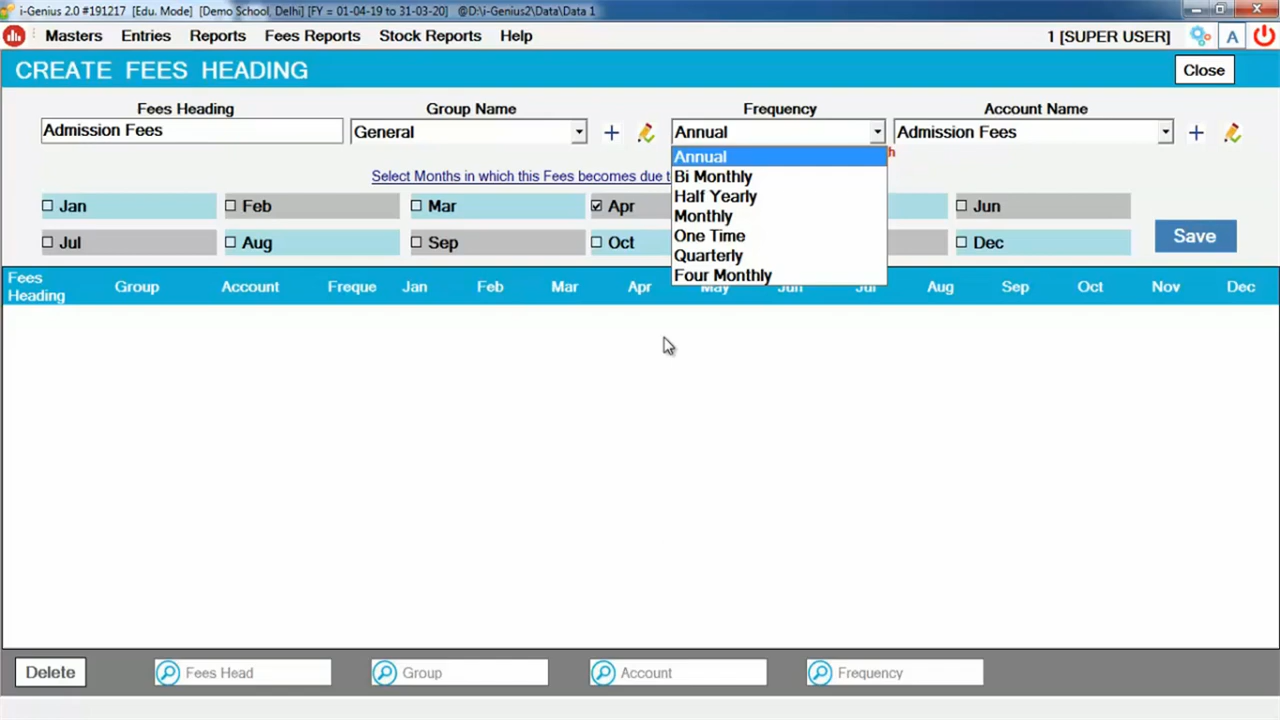 i-Genius 2.0 #191217 [Edu. Mode] [Demo School, Delhi] [FY = 01-04-19 to 31-03-20] @D:\i-Genius2\Data\Data 1
Masters Entries Reports Fees Reports Stock Reports Help 1 [SUPER USER] A
CREATE FEES HEADING Close
Fees Heading Group Name Frequency Account Name
Admission Fees General Annual Admission Fees
Annual
Bi Monthly
Half Yearly
Monthly
One Time
Quarterly
Four Monthly
Select Months in which this Fees becomes due t
Jan Feb Mar Apr Jun
Jul Aug Sep Oct Dec
Save
Fees Heading Group Account Freque Jan Feb Mar Apr May Jun Jul Aug Sep Oct Nov Dec
Delete Fees Head Group Account Frequency